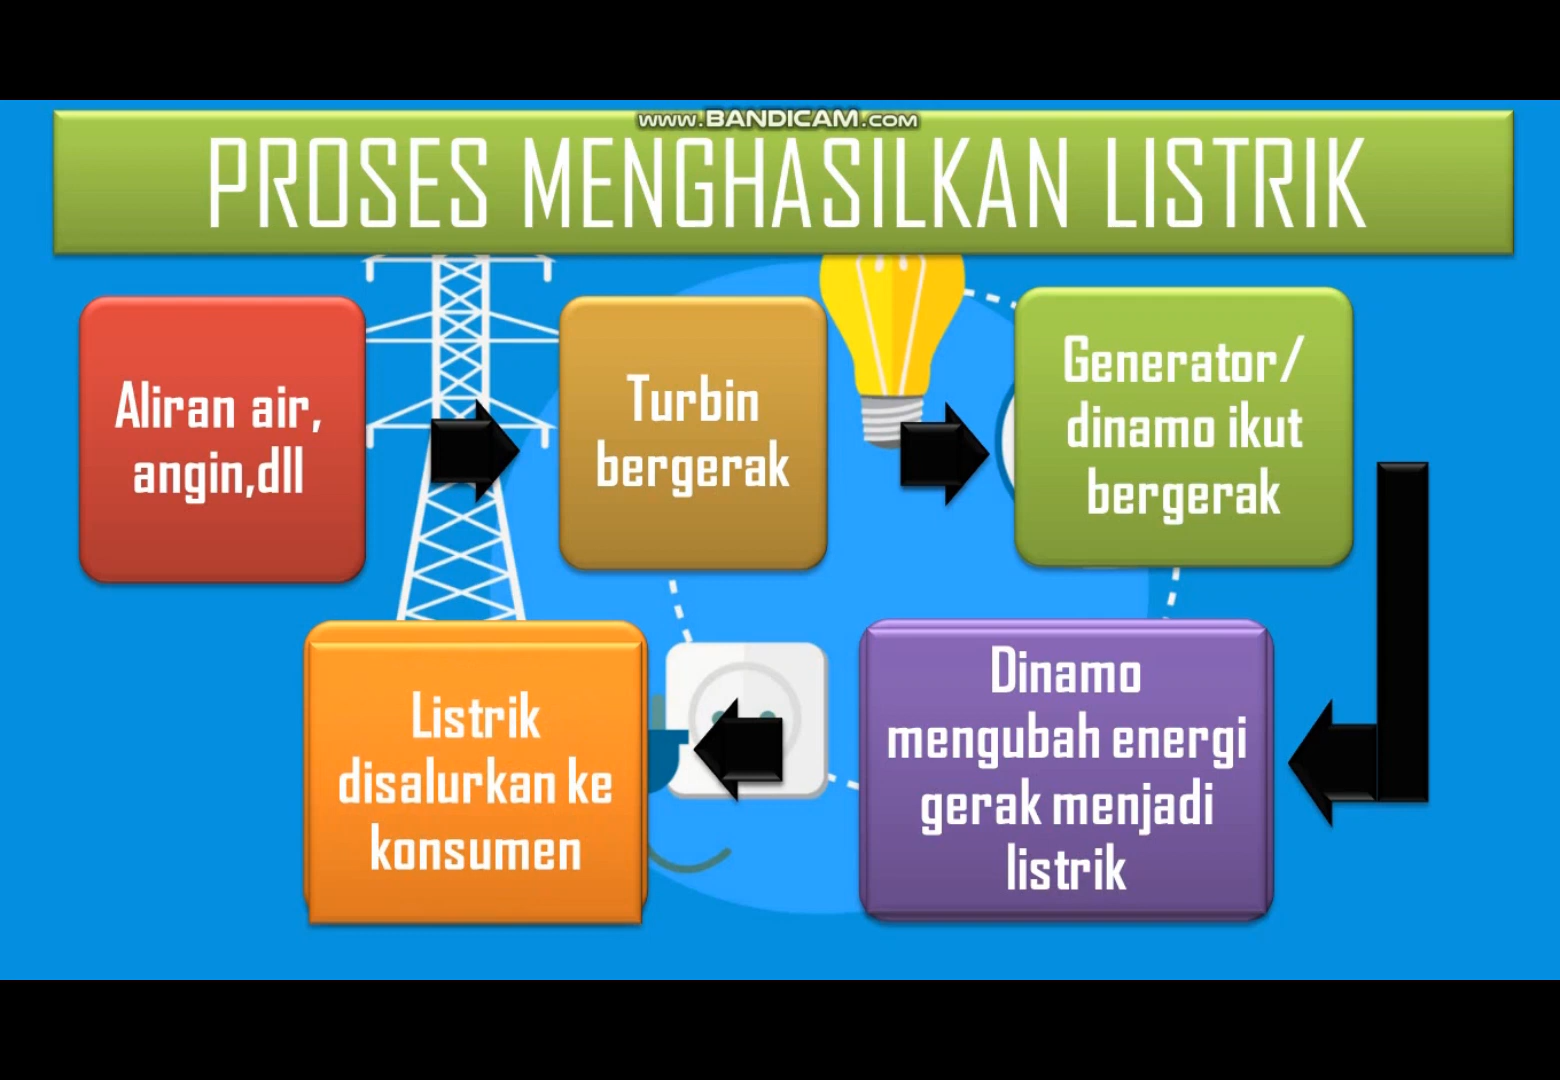 www.BANDICAM.com
PROSES MENGHASILKAN LISTRIK
Aliran air,
angin,dll
Turbin
bergerak
Generator/
dinamo ikut
bergerak
Dinamo
mengubah energi
gerak menjadi
listrik
Listrik
disalurkan ke
konsumen